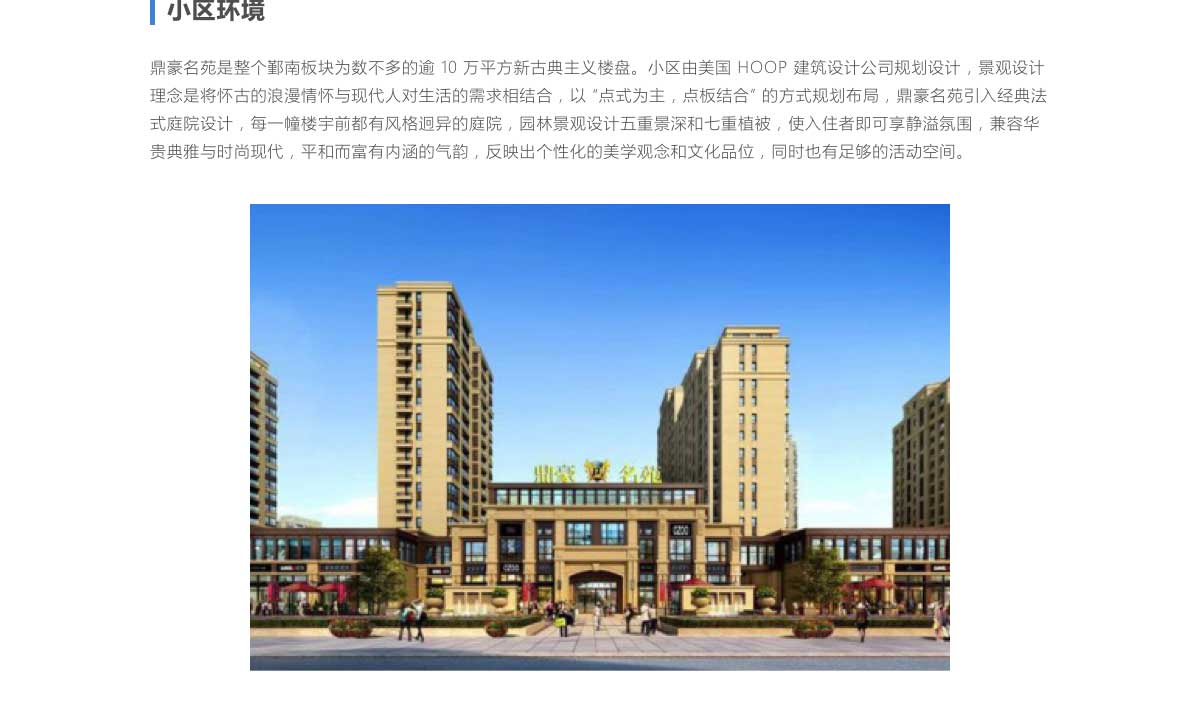 小区环境
鼎豪名苑是整个鄞南板块为数不多的逾 10 万平方新古典主义楼盘。小区由美国 HOOP 建筑设计公司规划设计，景观设计
理念是将怀古的浪漫情怀与现代人对生活的需求相结合，以“点式为主，点板结合”的方式规划布局，鼎豪名苑引入经典法
式庭院设计，每一幢楼宇前都有风格迥异的庭院，园林景观设计五重景深和七重植被，使入住者即可享静溢氛围，兼容华
贵典雅与时尚现代，平和而富有内涵的气韵，反映出个性化的美学观念和文化品位，同时也有足够的活动空间。
鼎豪 名苑
OZOO
OZOO